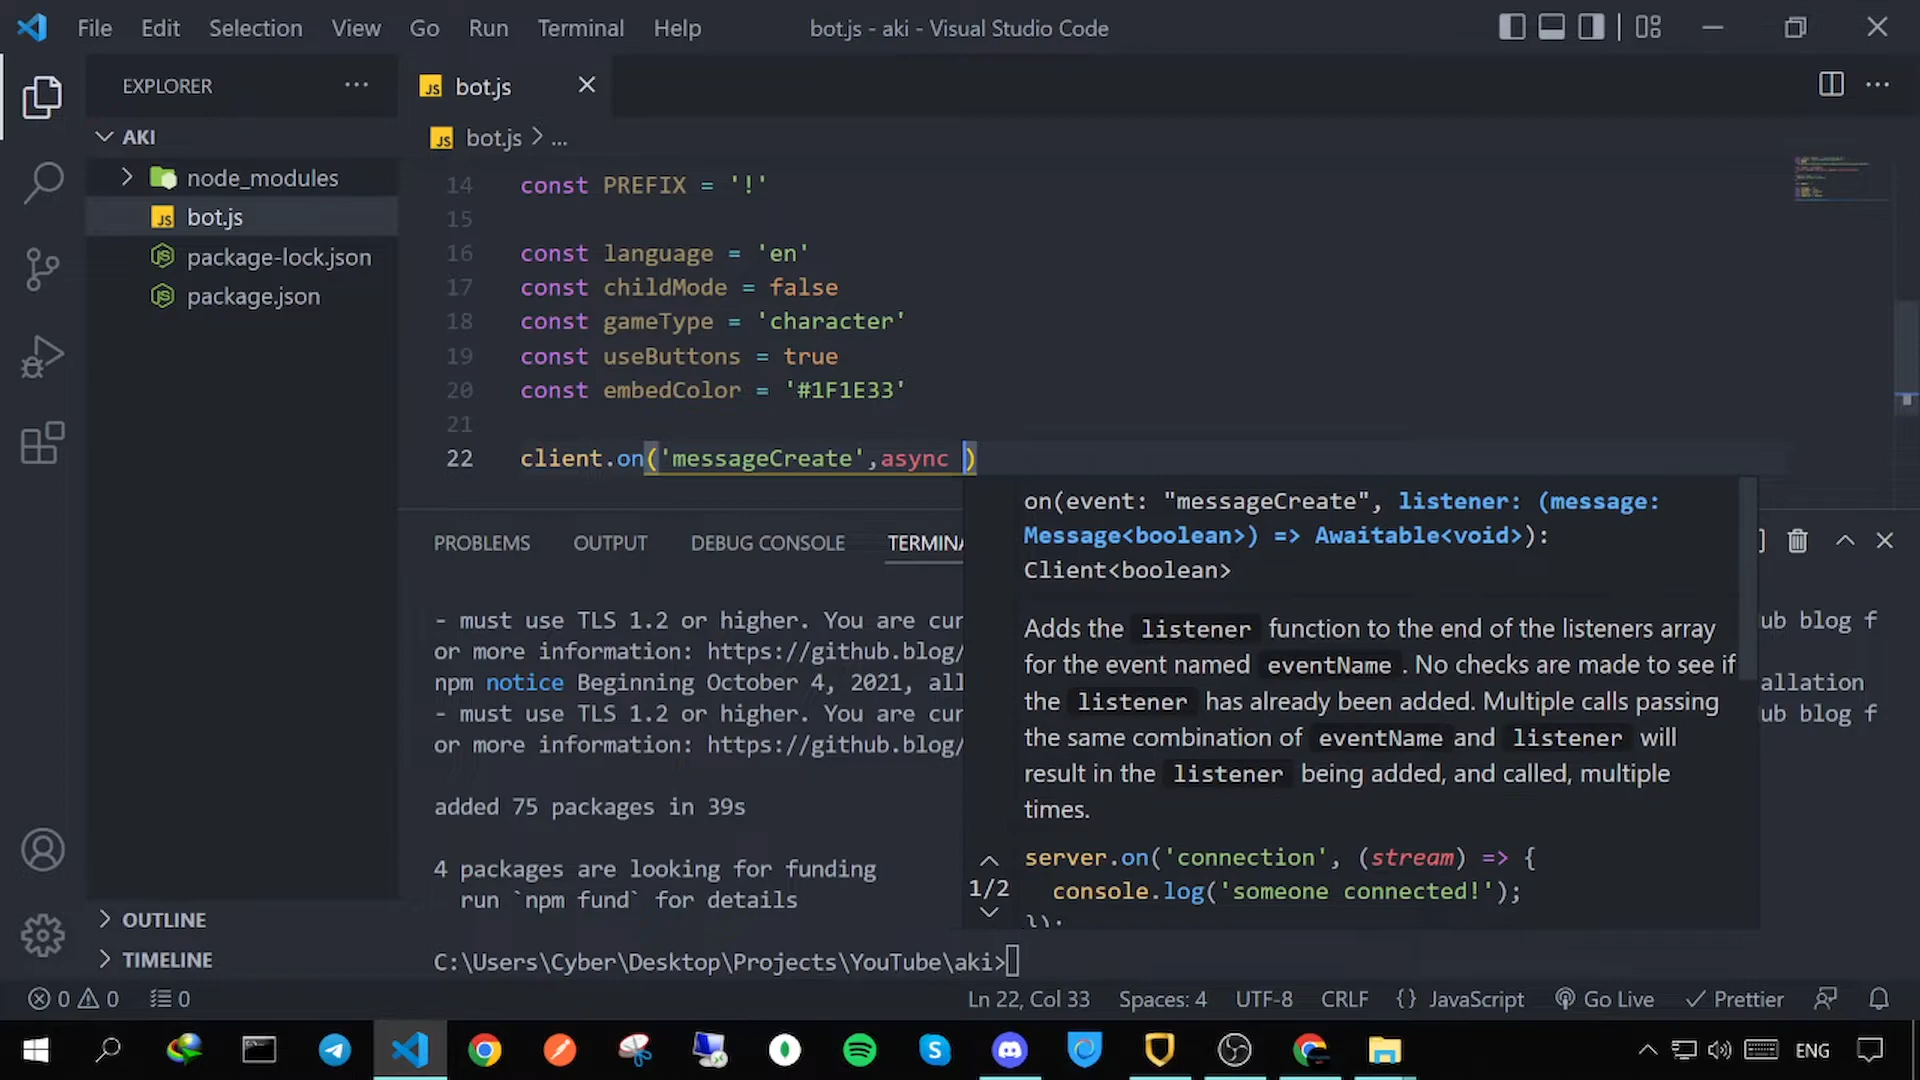 File Edit Selection View Go Run Terminal Help bot.js - aki - Visual Studio Code
EXPLORER
AKI
node_modules
bot.js
package-lock.json
package.json
OUTLINE
TIMELINE
bot.js
bot.js > ...
14 const PREFIX = '!'
15
16 const language = 'en'
17 const childMode = false
18 const gameType = 'character'
19 const useButtons = true
20 const embedColor = '#1F1E33'
21
22 client.on('messageCreate',async )
on(event: "messageCreate", listener: (message:
Message<boolean>) => Awaitable<void>):
Client<boolean>
Adds the listener function to the end of the listeners array
for the event named eventName. No checks are made to see if
the listener has already been added. Multiple calls passing
the same combination of eventName and listener will
result in the listener being added, and called, multiple
times.
server.on('connection', (stream) => {
console.log('someone connected!');
});
1/2
PROBLEMS OUTPUT DEBUG CONSOLE TERMINA
- must use TLS 1.2 or higher. You are cur ub blog f
or more information: https://github.blog/
npm notice Beginning October 4, 2021, all allation
- must use TLS 1.2 or higher. You are cur ub blog f
or more information: https://github.blog/
added 75 packages in 39s
4 packages are looking for funding
run `npm fund` for details
C:\Users\Cyber\Desktop\Projects\YouTube\aki>
0 0 0 Ln 22, Col 33 Spaces: 4 UTF-8 CRLF {} JavaScript Go Live Prettier
ENG